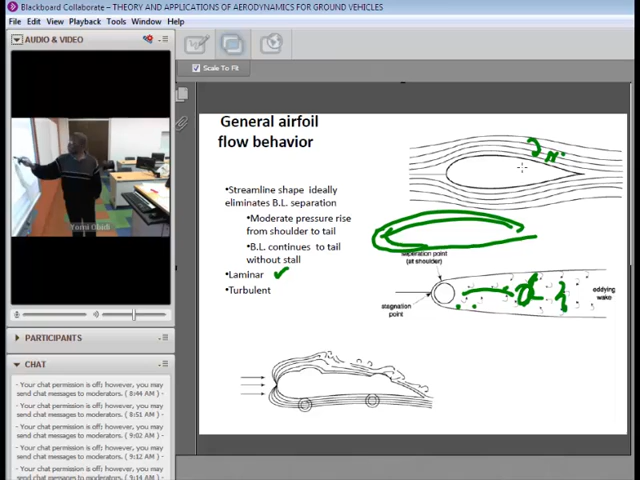 Blackboard Collaborate – THEORY AND APPLICATIONS OF AERODYNAMICS FOR GROUND VEHICLES
File Edit View Playback Tools Window Help
AUDIO & VIDEO
Scale To Fit
Yomi Obidi
PARTICIPANTS
CHAT
- Your chat permission is off; however, you may
send chat messages to moderators. ( 8:44 AM ) -
- Your chat permission is off; however, you may
send chat messages to moderators. ( 8:51 AM ) -
- Your chat permission is off; however, you may
send chat messages to moderators. ( 9:02 AM ) -
- Your chat permission is off; however, you may
send chat messages to moderators. ( 9:12 AM ) -
- Your chat permission is off; however, you may
send chat messages to moderators. ( 9:14 AM ) -
General airfoil
flow behavior
•Streamline shape ideally
eliminates B.L. separation
•Moderate pressure rise
from shoulder to tail
•B.L. continues to tail
without stall
•Laminar
•Turbulent
separation point
(at shoulder)
stagnation
point
eddying
wake